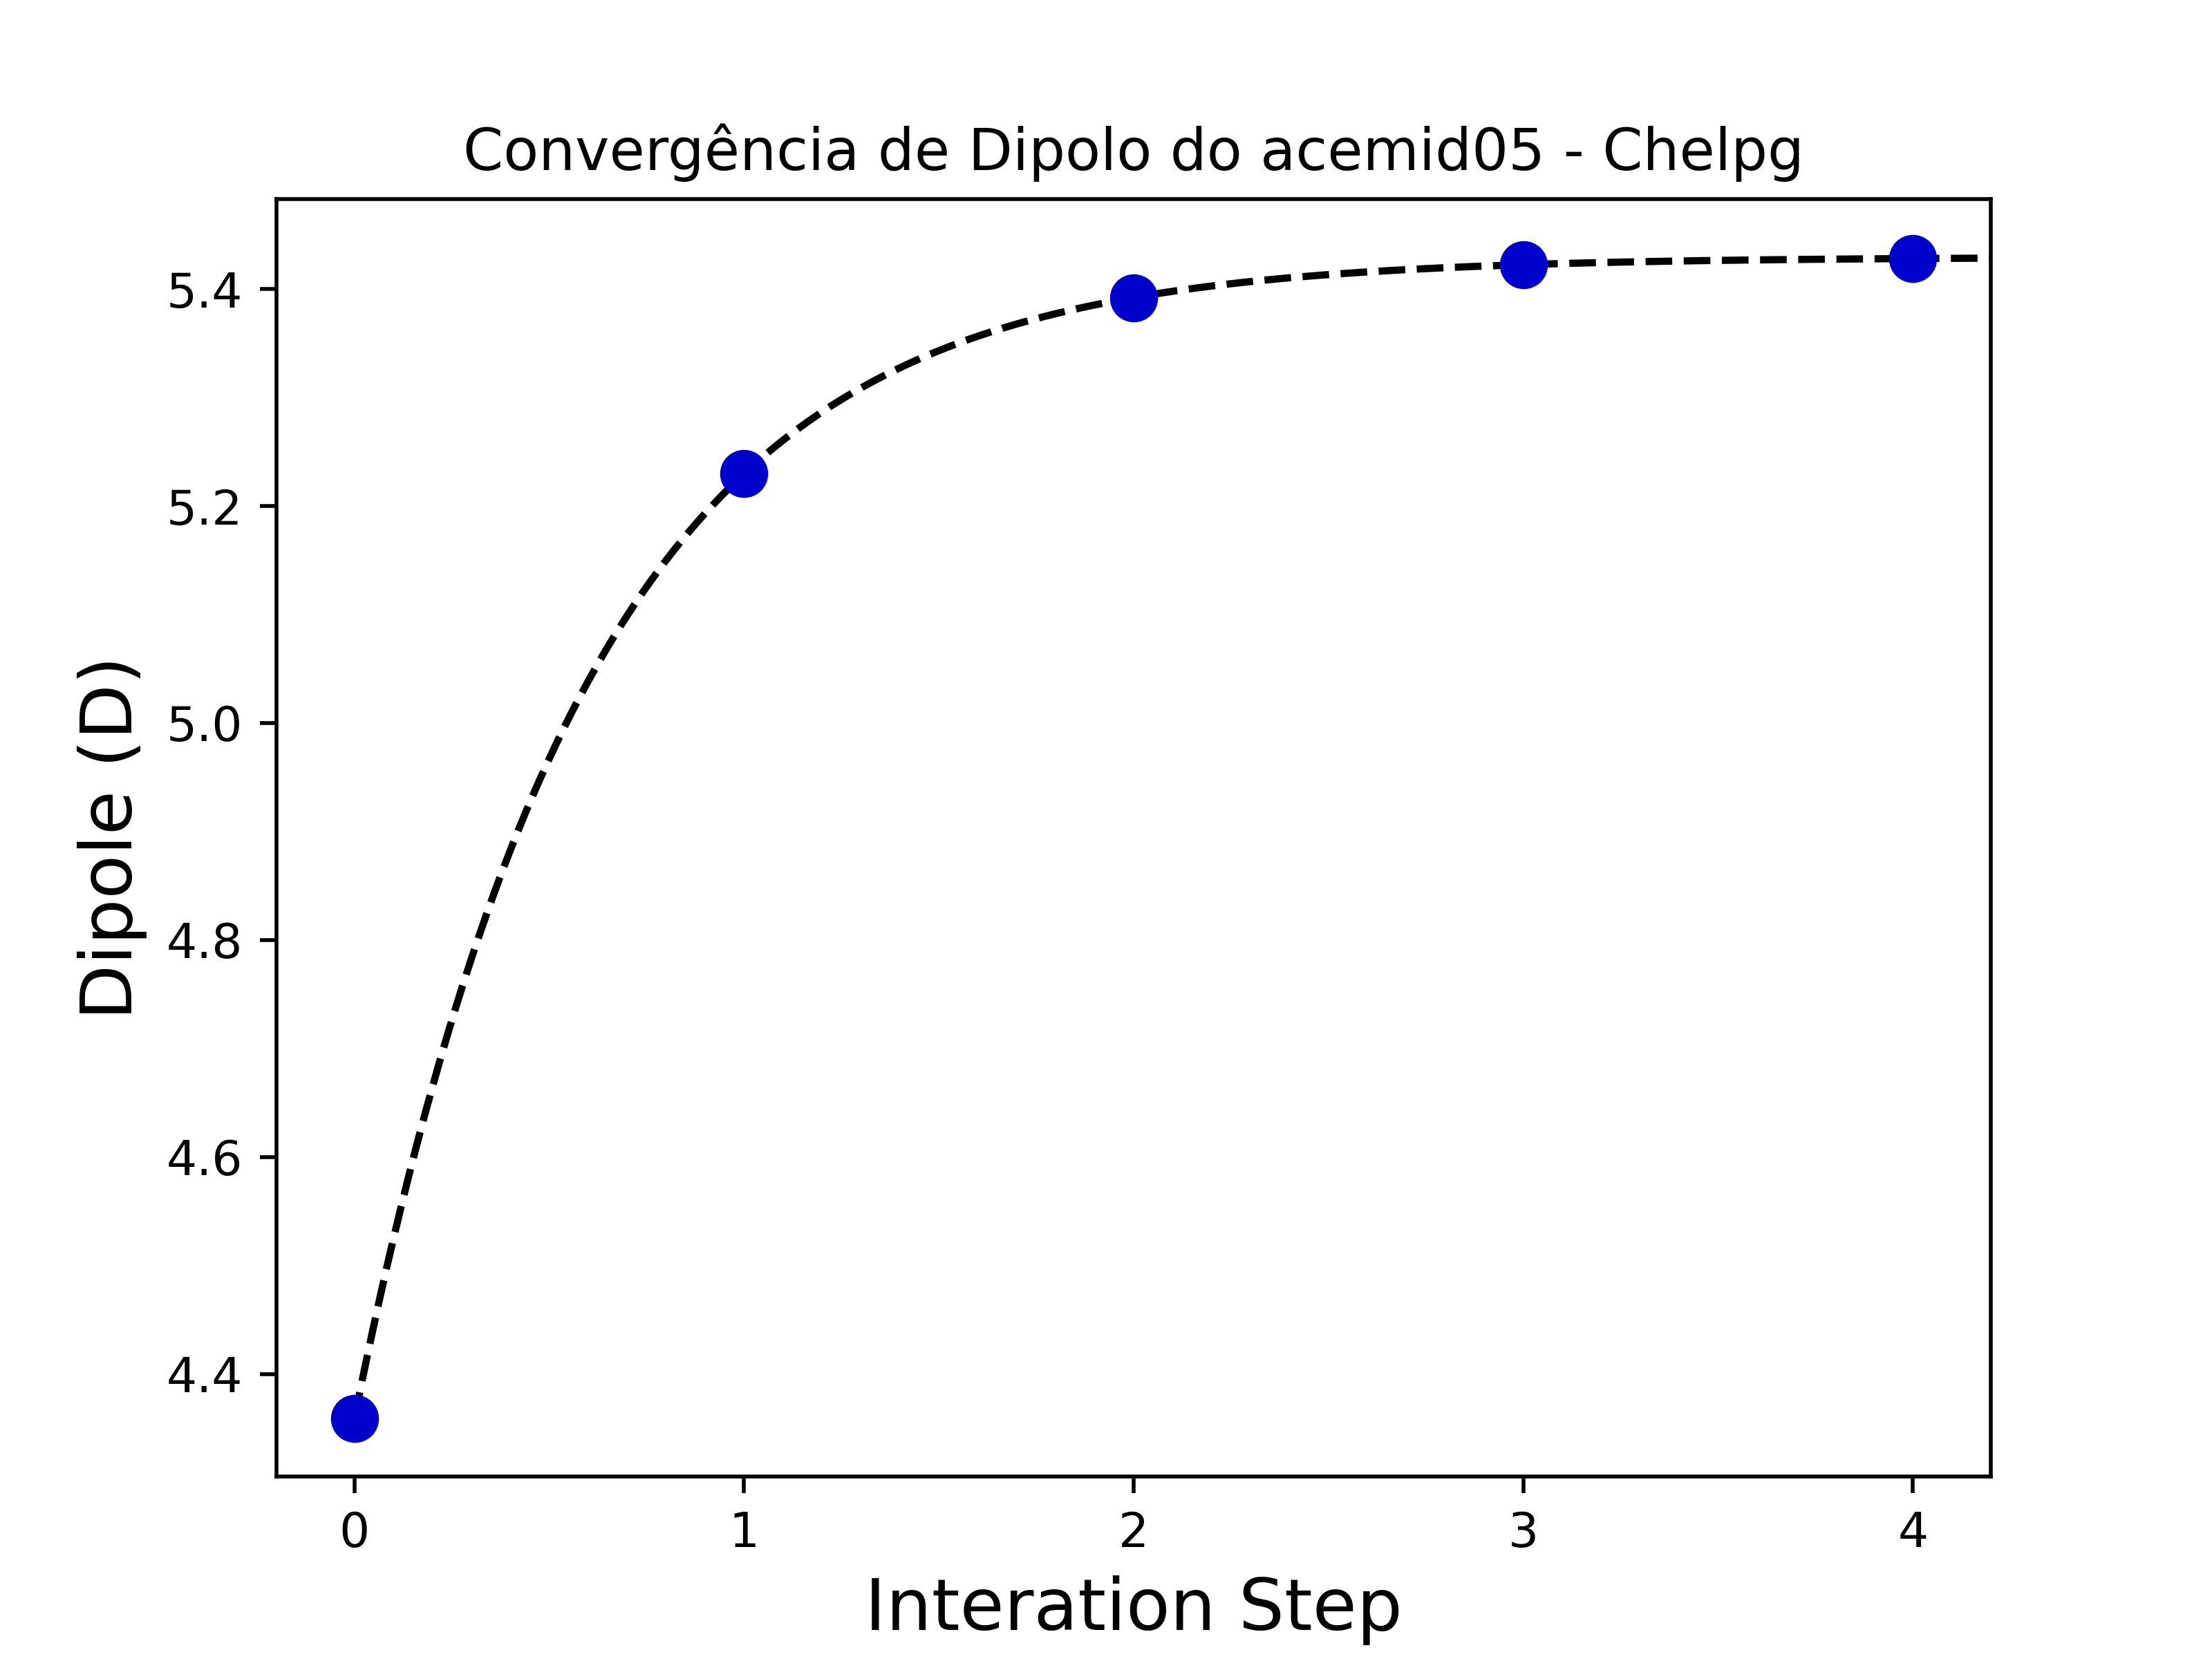 Convergência de Dipolo do acemid05 - Chelpg
Dipole (D)
5.4
5.2
5.0
4.8
4.6
4.4
0 1 2 3 4
Interation Step